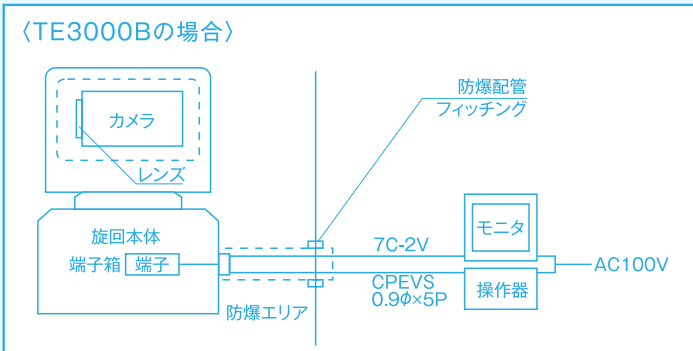 〈TE3000Bの場合〉
カメラ
レンズ
防爆配管
フィッチング
旋回本体
端子箱 端子
7C-2V
モニタ
AC100V
CPEVS
0.9φ×5P
操作器
防爆エリア